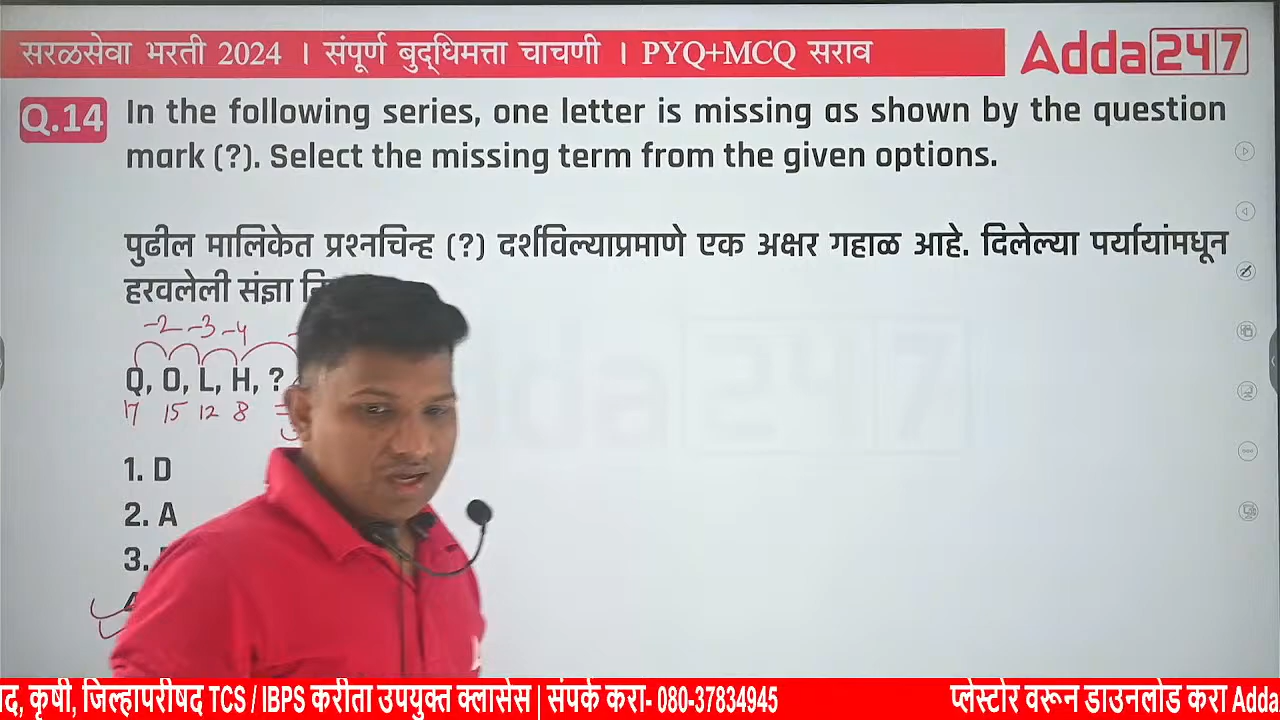 सरळसेवा भरती 2024 । संपूर्ण बुद्धिमत्ता चाचणी । PYQ+MCQ सराव
Adda247
Q.14 In the following series, one letter is missing as shown by the question
mark (?). Select the missing term from the given options.
पुढील मालिकेत प्रश्नचिन्ह (?) दर्शविल्याप्रमाणे एक अक्षर गहाळ आहे. दिलेल्या पर्यायांमधून
हरवलेली संज्ञा
-2 -3 -4
Q, O, L, H, ?
17 15 12 8
1. D
2. A
3.
द, कृषी, जिल्हापरीषद TCS / IBPS करीता उपयुक्त क्लासेस | संपर्क करा- 080-37834945 प्लेस्टोर वरून डाउनलोड करा Adda